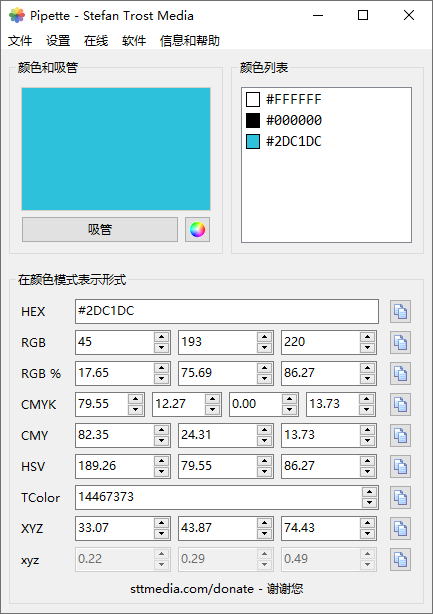 Pipette - Stefan Trost Media
文件 设置 在线 软件 信息和帮助
颜色和吸管
吸管
颜色列表
#FFFFFF
#000000
#2DC1DC
在颜色模式表示形式
HEX #2DC1DC
RGB 45 193 220
RGB % 17.65 75.69 86.27
CMYK 79.55 12.27 0.00 13.73
CMY 82.35 24.31 13.73
HSV 189.26 79.55 86.27
TColor 14467373
XYZ 33.07 43.87 74.43
xyz 0.22 0.29 0.49
sttmedia.com/donate - 谢谢您